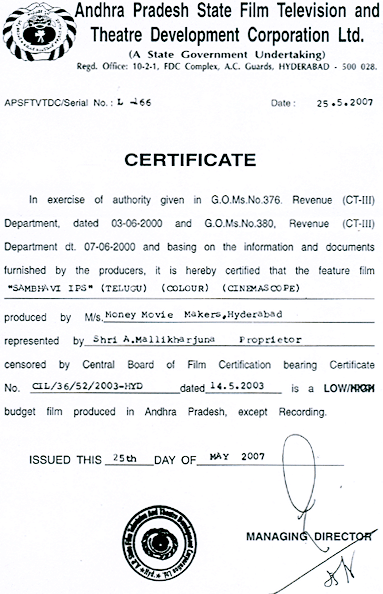 Andhra Pradesh State Film Television and
Theatre Development Corporation Ltd.
(A State Government Undertaking)
Regd. Office: 10-2-1, FDC Complex, A.C. Guards, HYDERABAD - 500 028.
APSFTVTDC/Serial No.: L -166
Date : 25.5.2007
CERTIFICATE
In exercise of authority given in G.O.Ms.No.376. Revenue (CT-III)
Department, dated 03-06-2000 and G.O.Ms.No.380, Revenue (CT-III)
Department dt. 07-06-2000 and basing on the information and documents
furnished by the producers, it is hereby certified that the feature film
"SAMBHAVI IPS" (TELUGU) (COLOUR) (CINEMASCOPE)
produced by M/s. Money Movie Makers,Hyderabad
represented by Shri A.Mallikharjuna Proprietor
censored by Central Board of Film Certification bearing Certificate
No. CIL/36/52/2003-HYD dated 14.5.2003 is a LOW/HIGH
budget film produced in Andhra Pradesh, except Recording.
ISSUED THIS 25th DAY OF MAY 2007
MANAGING DIRECTOR